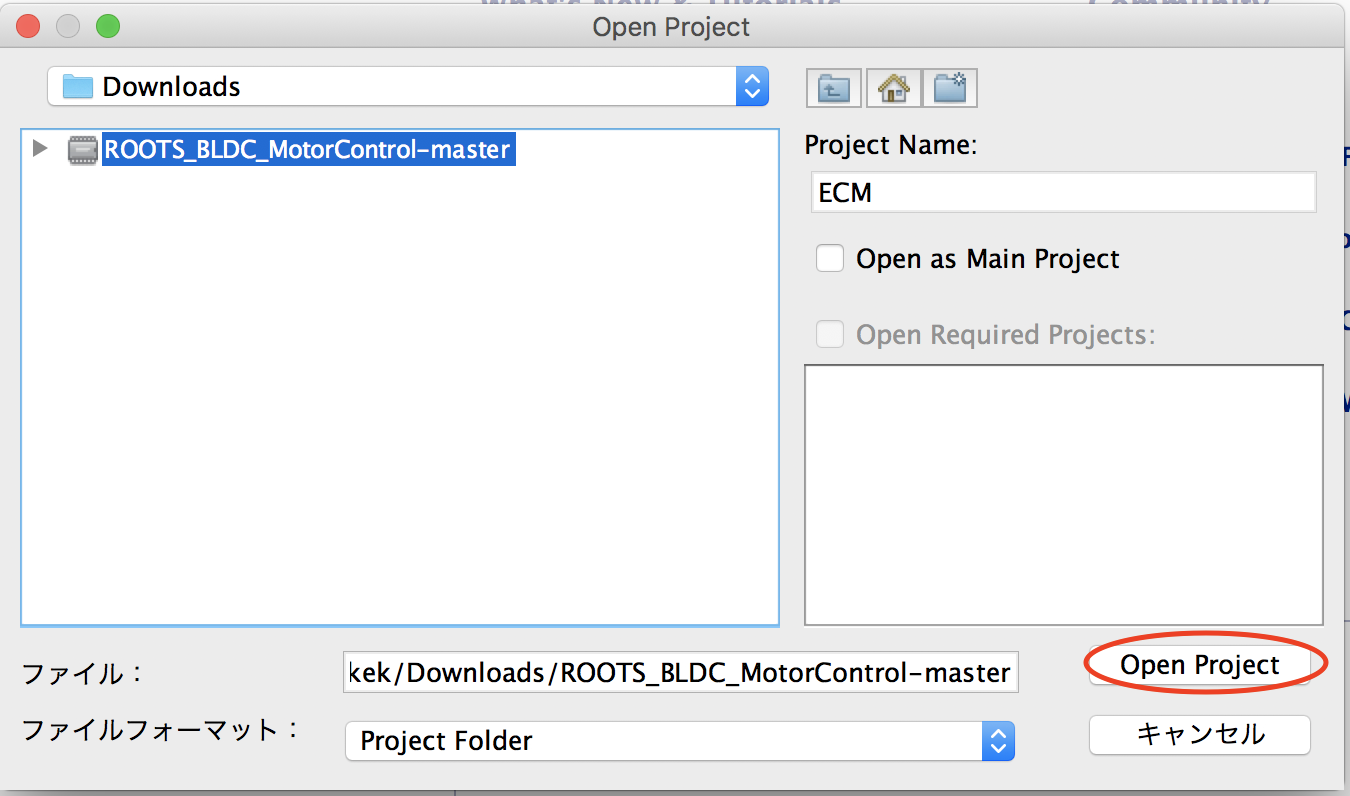 Open Project
Downloads
ROOTS_BLDC_MotorControl-master
Project Name:
ECM
Open as Main Project
Open Required Projects:
ファイル：
kek/Downloads/ROOTS_BLDC_MotorControl-master
Open Project
ファイルフォーマット：
Project Folder
キャンセル